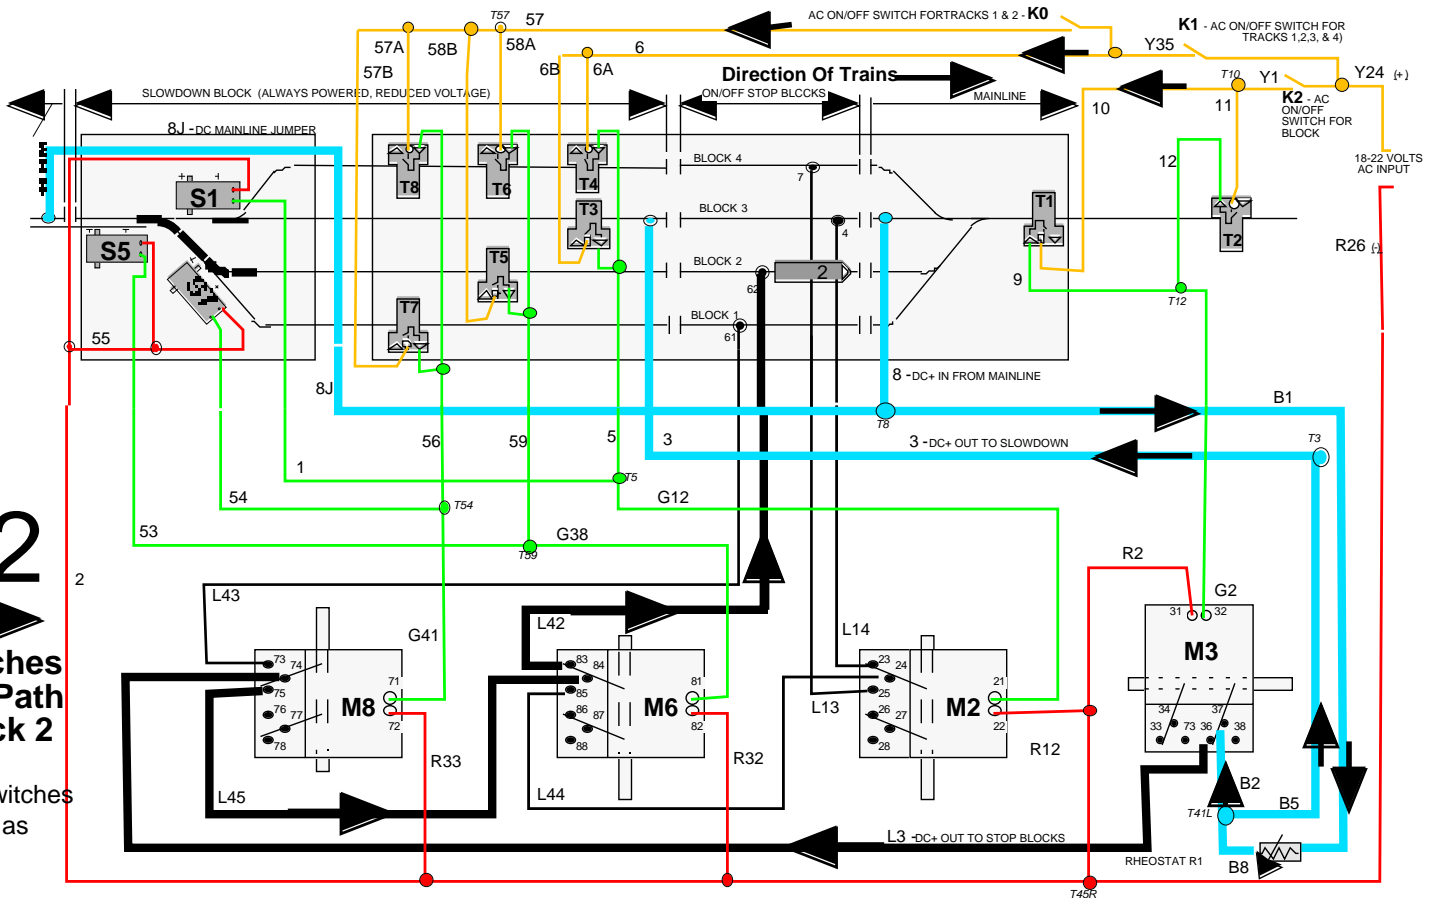 T57
57
AC ON/OFF SWITCH FORTRACKS 1 & 2 - K0
K1 - AC ON/OFF SWITCH FOR
TRACKS 1,2,3, & 4)
57A
58B
58A
6
Y35
57B
6B
6A
Direction Of Trains
T10
Y1
Y24 (+)
SLOWDOWN BLOCK (ALWAYS POWERED, REDUCED VOLTAGE)
ON/OFF STOP BLCCKS
MAINLINE
10
11
K2 - AC
ON/OFF
SWITCH FOR
BLOCK
8J - DC MAINLINE JUMPER
18-22 VOLTS
AC INPUT
BLOCK 4
12
7
T8
T6
T4
S1
T3
BLOCK 3
4
T1
T2
S5
T5
BLOCK 2
2
R26 (-)
62
9
T12
T7
BLOCK 1
61
55
8J
8 - DC+ IN FROM MAINLINE
B1
T8
56
59
5
3
3 - DC+ OUT TO SLOWDOWN
T3
1
T5
54
T54
G12
2
53
T59
G38
2
R2
L43
G2
L42
G41
L14
31
32
ches
Path
ck 2
witches
as
73
74
75
76
77
78
71
72
M8
83
84
85
86
87
88
81
82
M6
23
24
25
26
27
28
21
22
M2
M3
34
37
33
73
36
38
L13
R33
R32
R12
L45
L44
B2
B5
T41L
L3 - DC+ OUT TO STOP BLOCKS
RHEOSTAT R1
B8
T45R